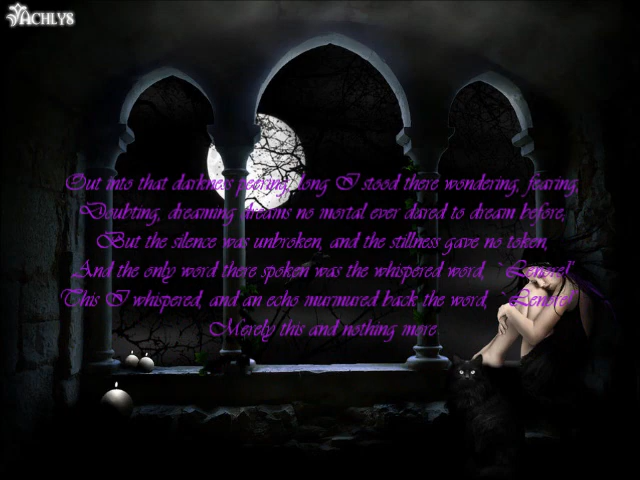 ACHLYS
Out into that darkness peering, long I stood there wondering, fearing,
Doubting, dreaming dreams no mortal ever dared to dream before,
But the silence was unbroken, and the stillness gave no token,
And the only word there spoken was the whispered word, `Lenore!'
This I whispered, and an echo murmured back the word, `Lenore!'
Merely this and nothing more.